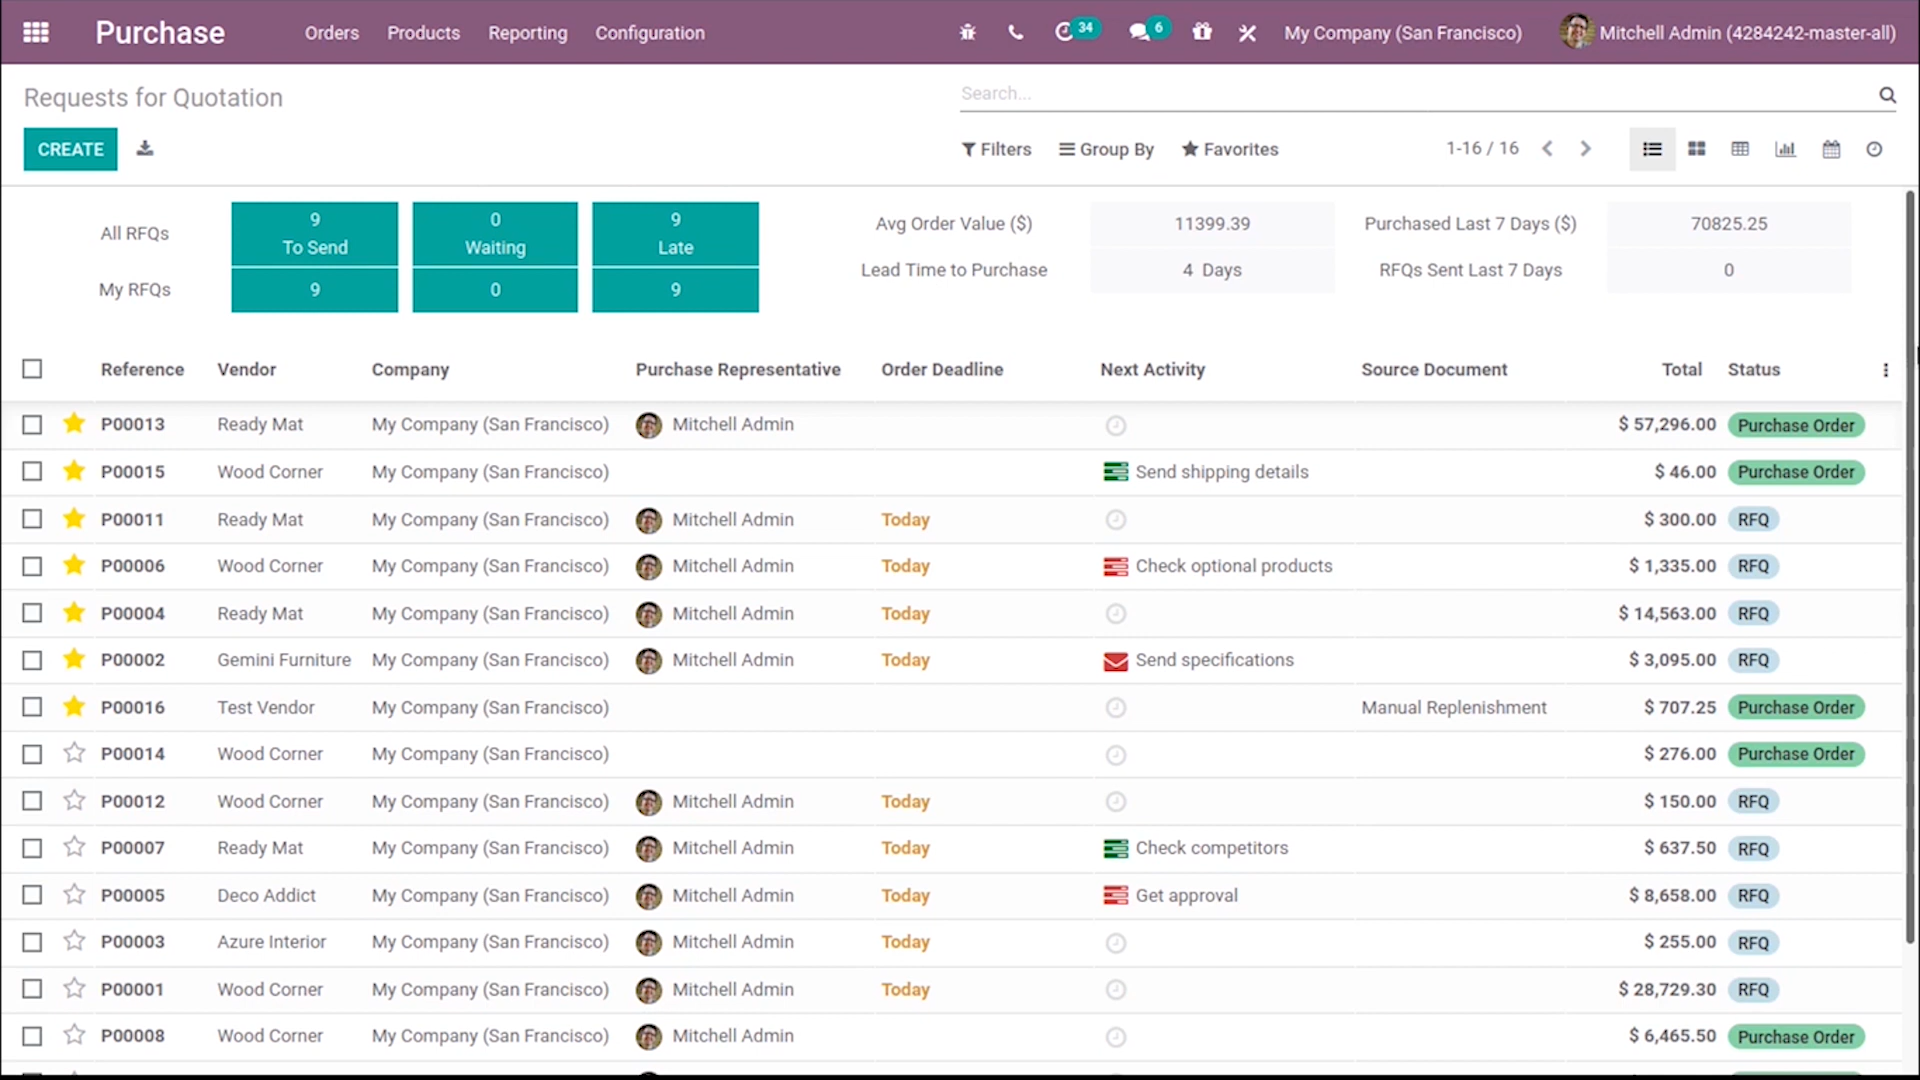 Purchase Orders Products Reporting Configuration 34 6 My Company (San Francisco) Mitchell Admin (4284242-master-all)
Requests for Quotation Search...
CREATE Filters Group By Favorites 1-16 / 16
All RFQs 9 To Send 0 Waiting 9 Late Avg Order Value ($) 11399.39 Purchased Last 7 Days ($) 70825.25
My RFQs 9 0 9 Lead Time to Purchase 4 Days RFQs Sent Last 7 Days 0
Reference Vendor Company Purchase Representative Order Deadline Next Activity Source Document Total Status
P00013 Ready Mat My Company (San Francisco) Mitchell Admin $ 57,296.00 Purchase Order
P00015 Wood Corner My Company (San Francisco) Send shipping details $ 46.00 Purchase Order
P00011 Ready Mat My Company (San Francisco) Mitchell Admin Today $ 300.00 RFQ
P00006 Wood Corner My Company (San Francisco) Mitchell Admin Today Check optional products $ 1,335.00 RFQ
P00004 Ready Mat My Company (San Francisco) Mitchell Admin Today $ 14,563.00 RFQ
P00002 Gemini Furniture My Company (San Francisco) Mitchell Admin Today Send specifications $ 3,095.00 RFQ
P00016 Test Vendor My Company (San Francisco) Manual Replenishment $ 707.25 Purchase Order
P00014 Wood Corner My Company (San Francisco) $ 276.00 Purchase Order
P00012 Wood Corner My Company (San Francisco) Mitchell Admin Today $ 150.00 RFQ
P00007 Ready Mat My Company (San Francisco) Mitchell Admin Today Check competitors $ 637.50 RFQ
P00005 Deco Addict My Company (San Francisco) Mitchell Admin Today Get approval $ 8,658.00 RFQ
P00003 Azure Interior My Company (San Francisco) Mitchell Admin Today $ 255.00 RFQ
P00001 Wood Corner My Company (San Francisco) Mitchell Admin Today $ 28,729.30 RFQ
P00008 Wood Corner My Company (San Francisco) Mitchell Admin $ 6,465.50 Purchase Order